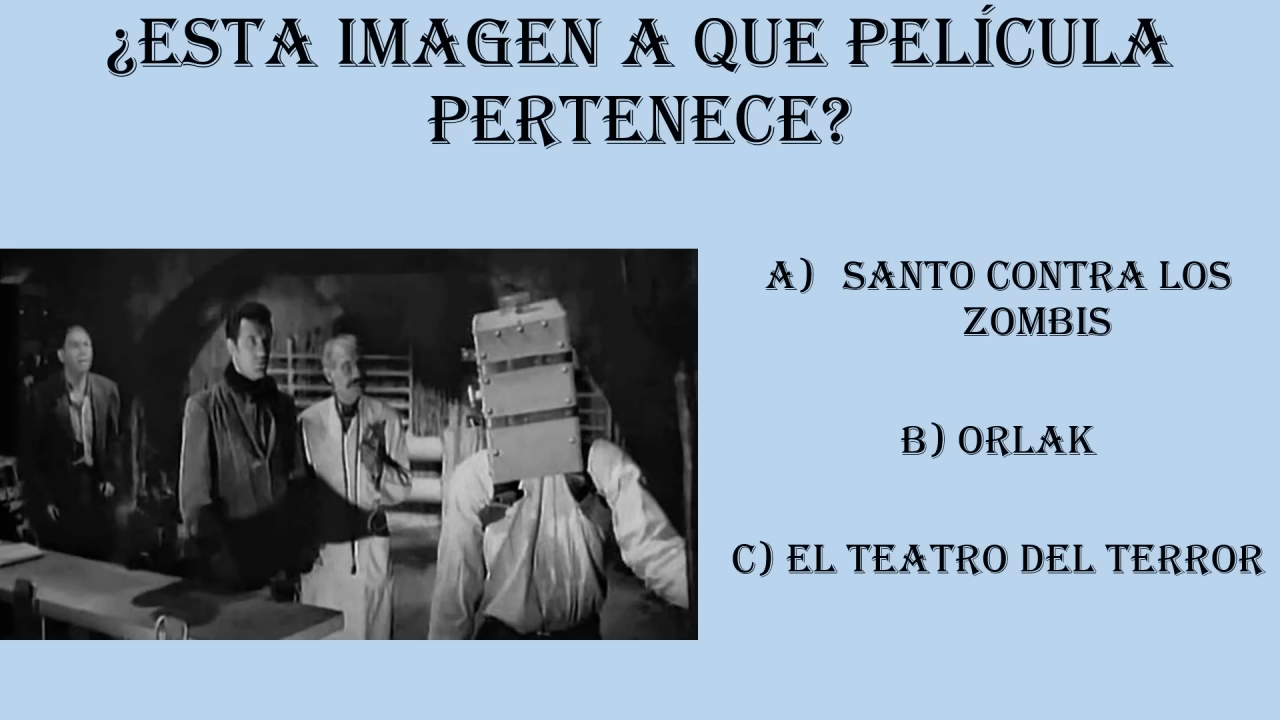 ¿ESTA IMAGEN A QUE PELÍCULA
PERTENECE?
A) SANTO CONTRA LOS
ZOMBIS
B) ORLAK
C) EL TEATRO DEL TERROR